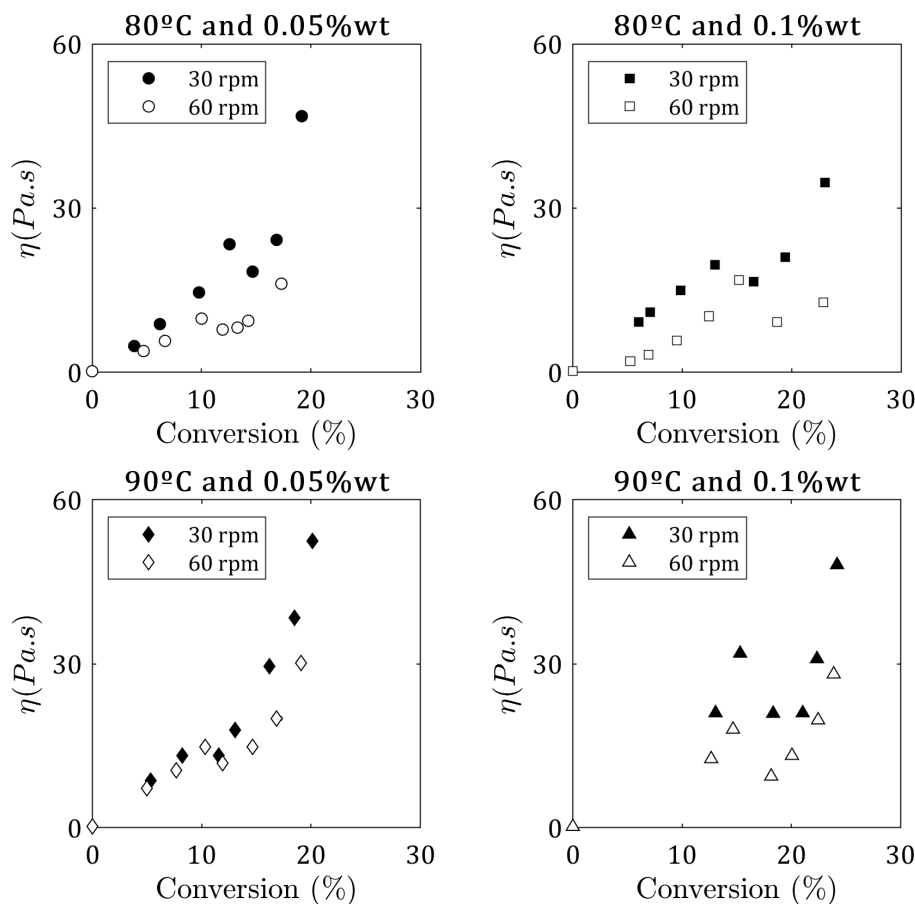 80ºC and 0.05%wt
60
30
0
η(Pa.s)
30 rpm
60 rpm
0
10
20
30
Conversion (%)
80ºC and 0.1%wt
60
30
0
η(Pa.s)
30 rpm
60 rpm
0
10
20
30
Conversion (%)
90ºC and 0.05%wt
60
30
0
η(Pa.s)
30 rpm
60 rpm
0
10
20
30
Conversion (%)
90ºC and 0.1%wt
60
30
0
η(Pa.s)
30 rpm
60 rpm
0
10
20
30
Conversion (%)